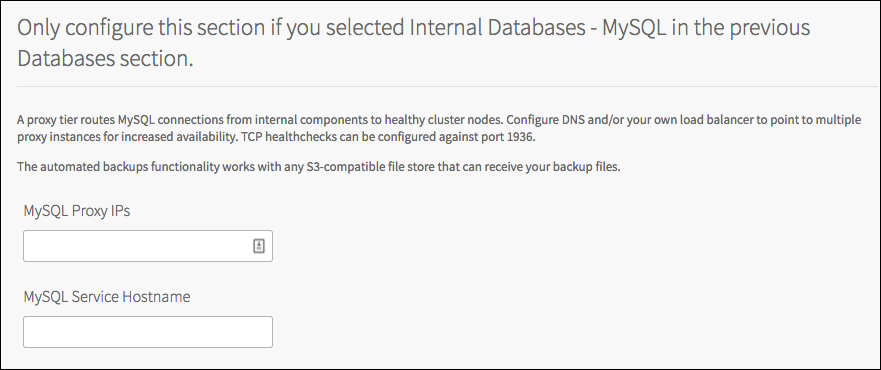 Only configure this section if you selected Internal Databases - MySQL in the previous
Databases section.
A proxy tier routes MySQL connections from internal components to healthy cluster nodes. Configure DNS and/or your own load balancer to point to multiple
proxy instances for increased availability. TCP healthchecks can be configured against port 1936.
The automated backups functionality works with any S3-compatible file store that can receive your backup files.
MySQL Proxy IPs
MySQL Service Hostname